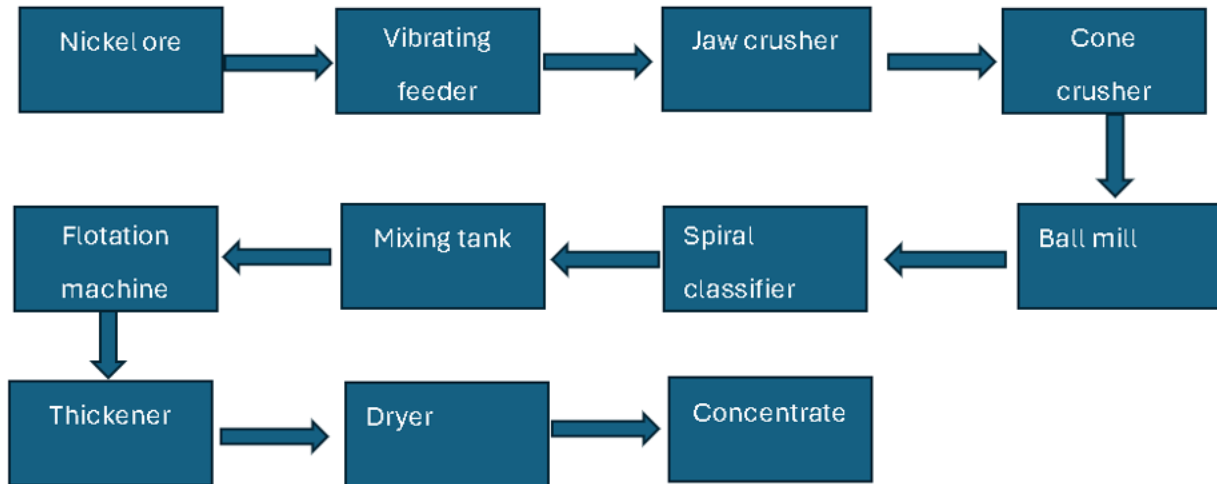 Nickel ore
Vibrating
feeder
Jaw crusher
Cone
crusher
Ball mill
Spiral
classifier
Mixing tank
Flotation
machine
Thickener
Dryer
Concentrate